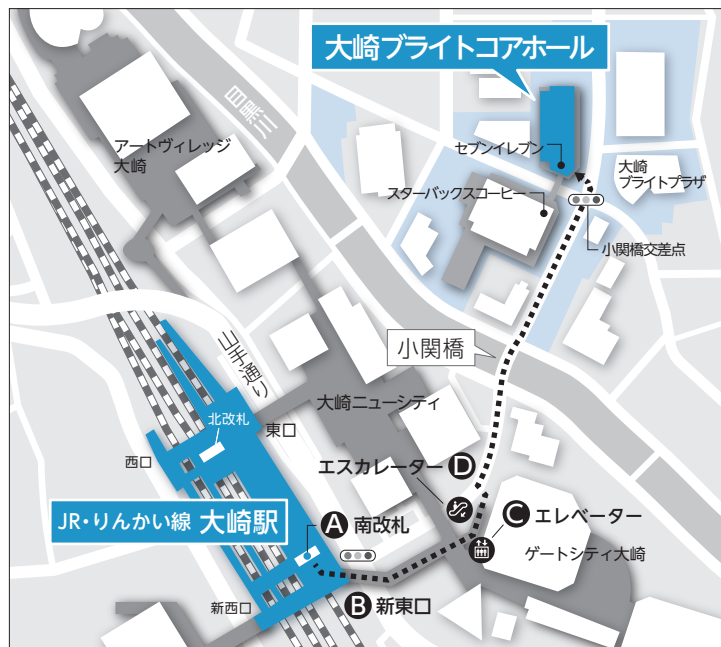 大崎ブライトコアホール
目黒川
アートヴィレッジ
大崎
セブンイレブン
大崎
ブライトプラザ
スターバックスコーヒー
小関橋交差点
小関橋
山手通り
大崎ニューシティ
北改札
東口
西口
エスカレーター D
JR・りんかい線 大崎駅
A 南改札
C エレベーター
ゲートシティ大崎
新西口
B 新東口